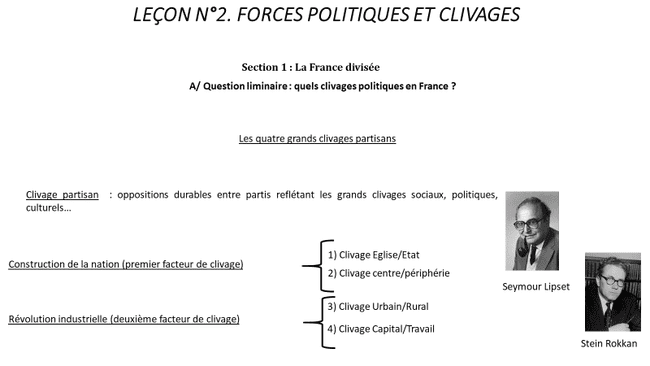 LEÇON N°2. FORCES POLITIQUES ET CLIVAGES
Section 1 : La France divisée
A/ Question liminaire : quels clivages politiques en France ?
Les quatre grands clivages partisans
Clivage partisan : oppositions durables entre partis reflétant les grands clivages sociaux, politiques,
culturels…
Construction de la nation (premier facteur de clivage)
1) Clivage Eglise/Etat
2) Clivage centre/périphérie
Révolution industrielle (deuxième facteur de clivage)
3) Clivage Urbain/Rural
4) Clivage Capital/Travail
Seymour Lipset
Stein Rokkan